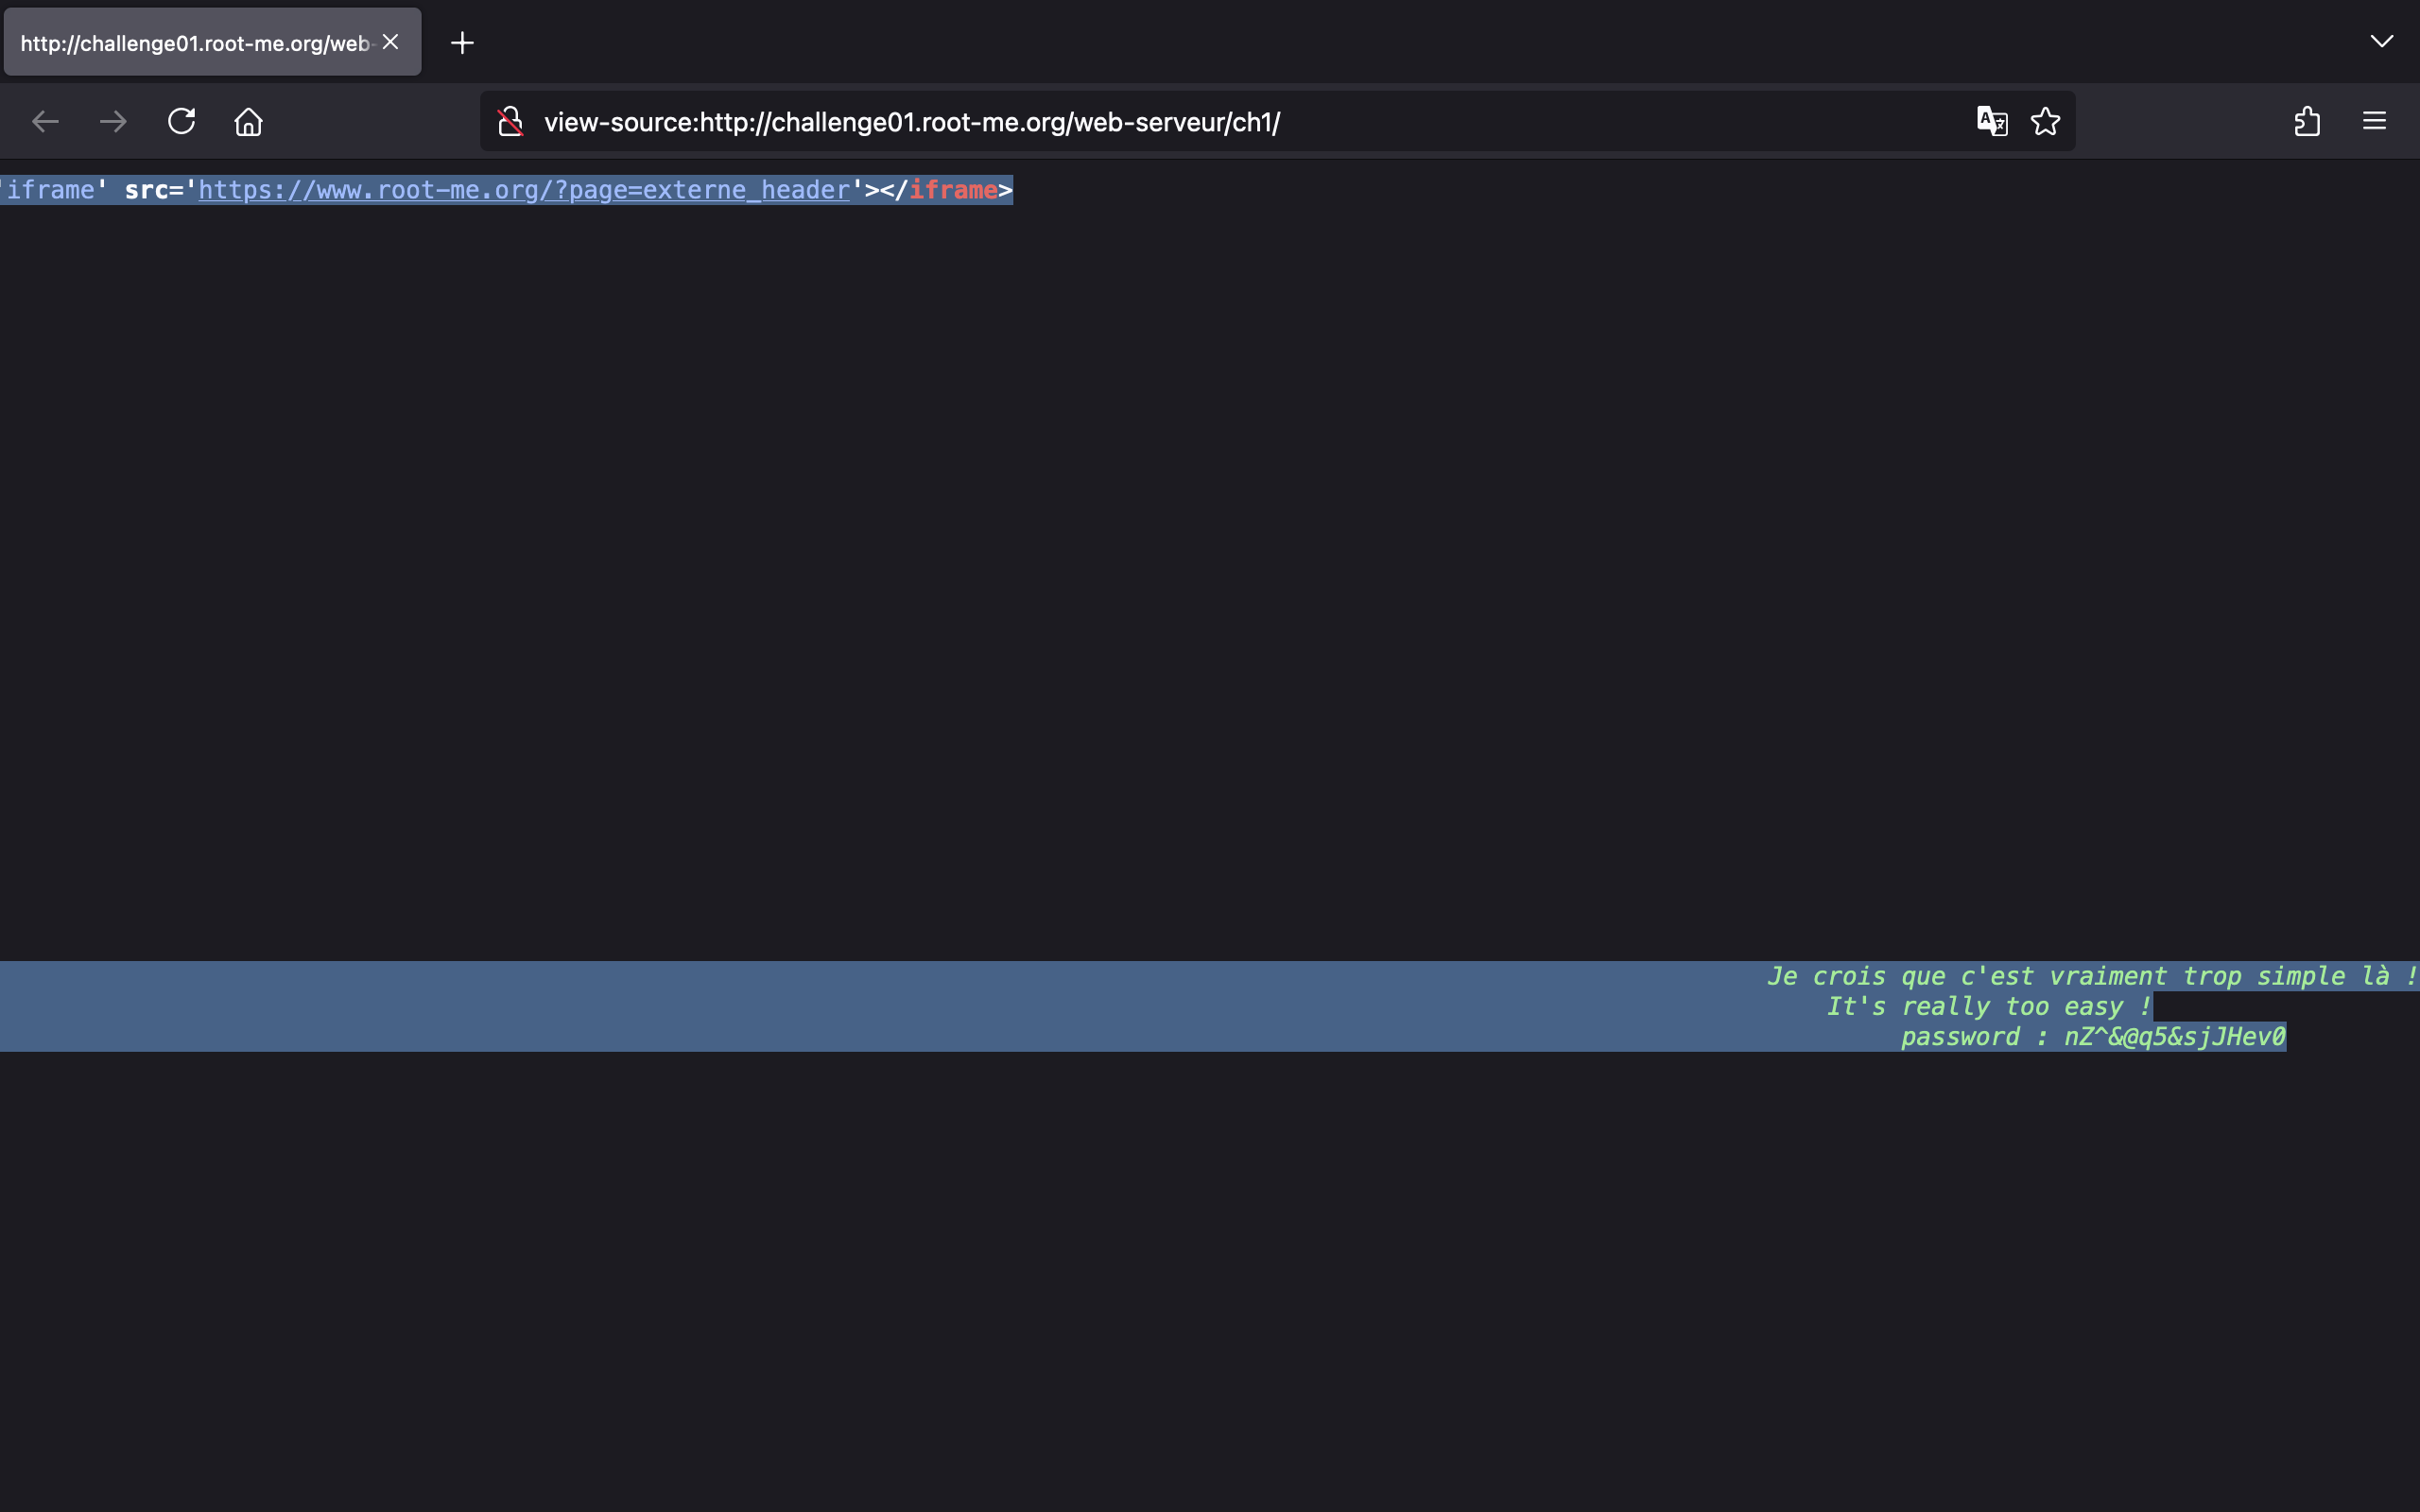 http://challenge01.root-me.org/web-
view-source:http://challenge01.root-me.org/web-serveur/ch1/
'iframe' src='https://www.root-me.org/?page=externe_header'></iframe>
Je crois que c'est vraiment trop simple là !
It's really too easy !
password : nZ^&@q5&sjJHev0